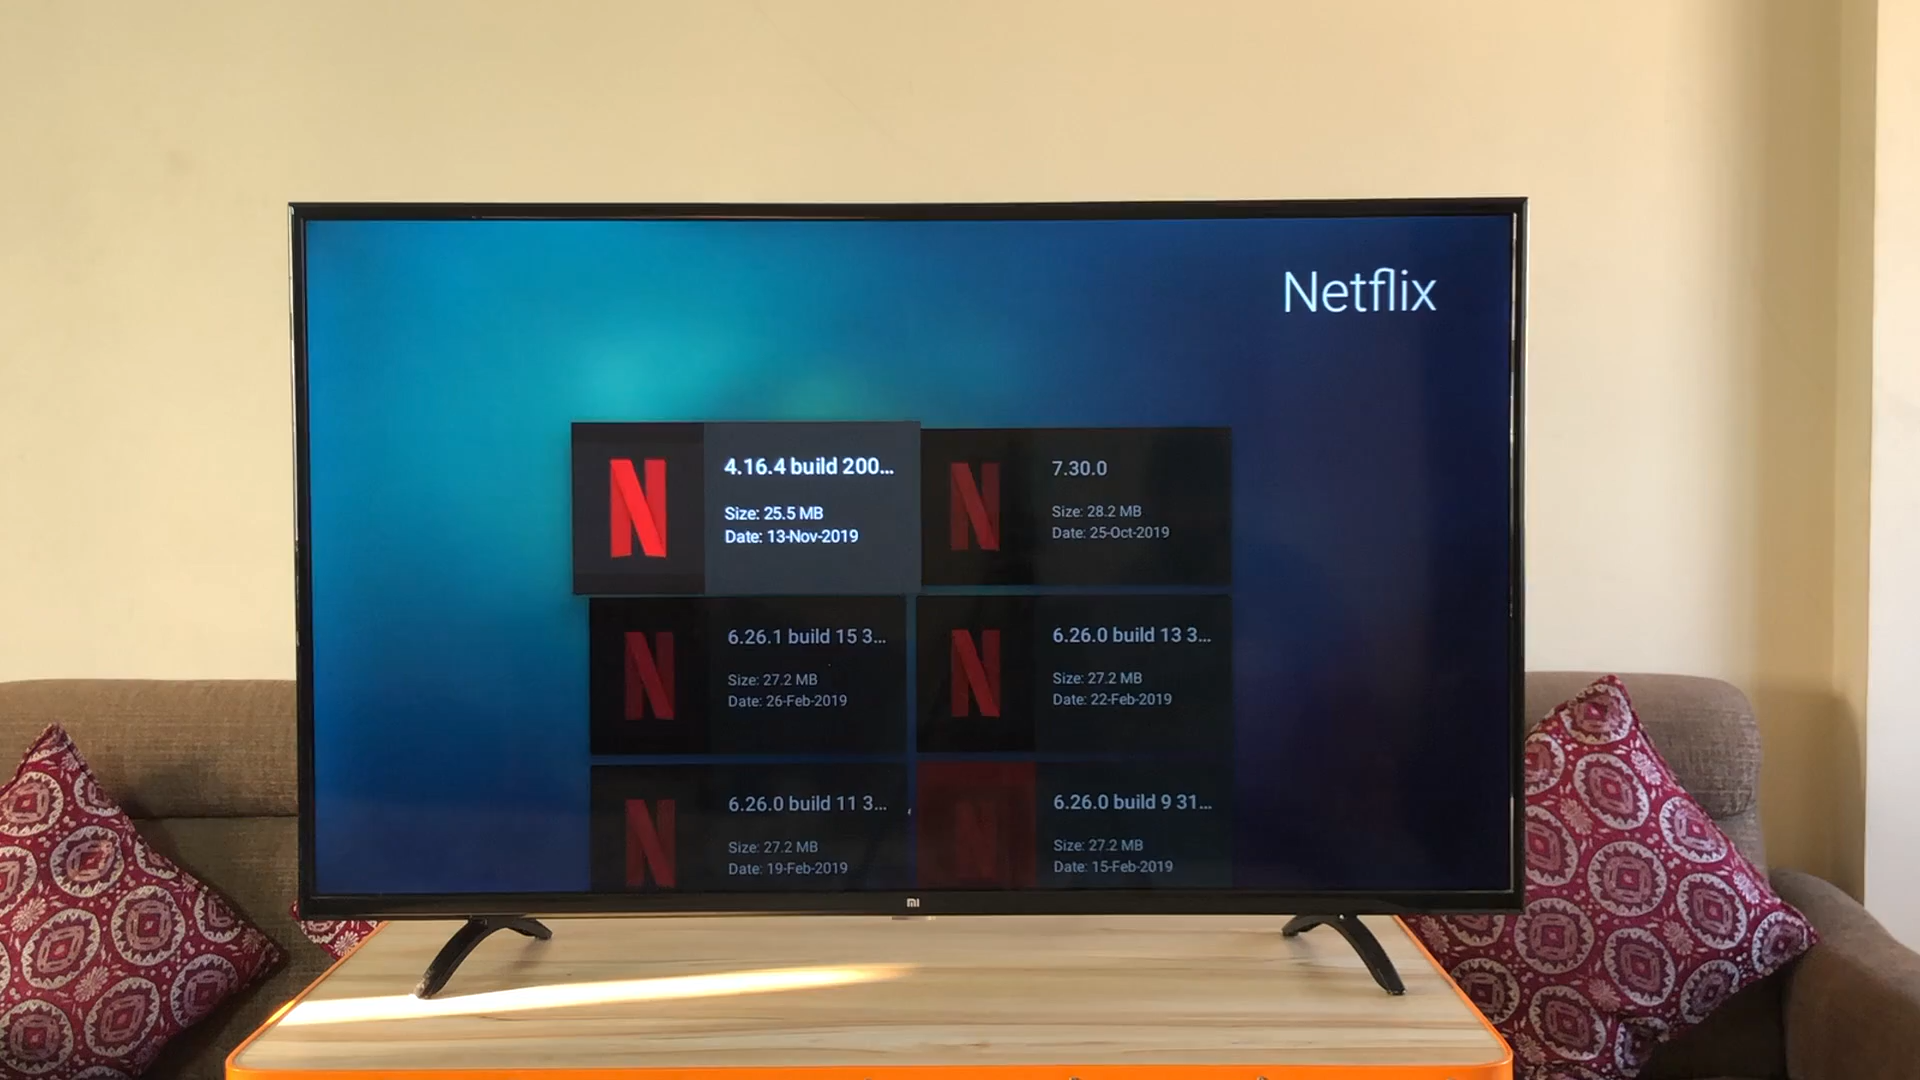 Netflix
4.16.4 build 200...
Size: 25.5 MB
Date: 13-Nov-2019
7.30.0
Size: 28.2 MB
Date: 25-Oct-2019
6.26.1 build 15 3...
Size: 27.2 MB
Date: 26-Feb-2019
6.26.0 build 13 3...
Size: 27.2 MB
Date: 22-Feb-2019
6.26.0 build 11 3...
Size: 27.2 MB
Date: 19-Feb-2019
6.26.0 build 9 31...
Size: 27.2 MB
Date: 15-Feb-2019
MI